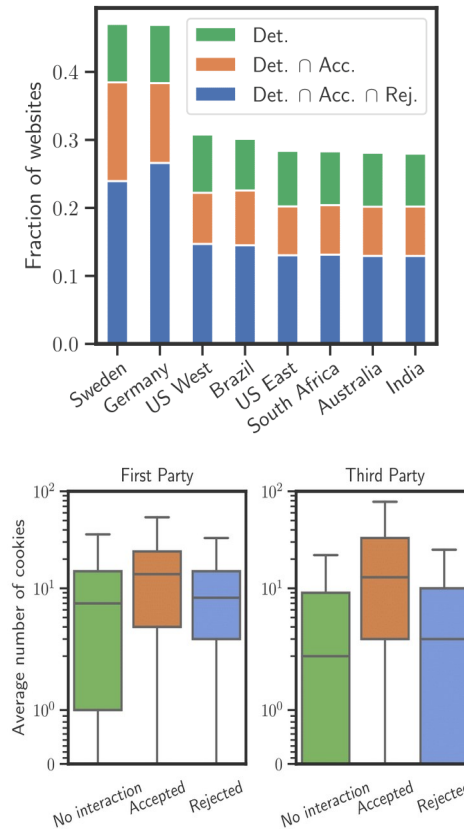 Fraction of websites
0.4
0.3
0.2
0.1
0.0
Det.
Det. ∩ Acc.
Det. ∩ Acc. ∩ Rej.
Sweden
Germany
US West
Brazil
US East
South Africa
Australia
India
First Party
Third Party
Average number of cookies
10²
10¹
10⁰
0
10²
10¹
10⁰
0
No interaction
Accepted
Rejected
No interaction
Accepted
Rejected